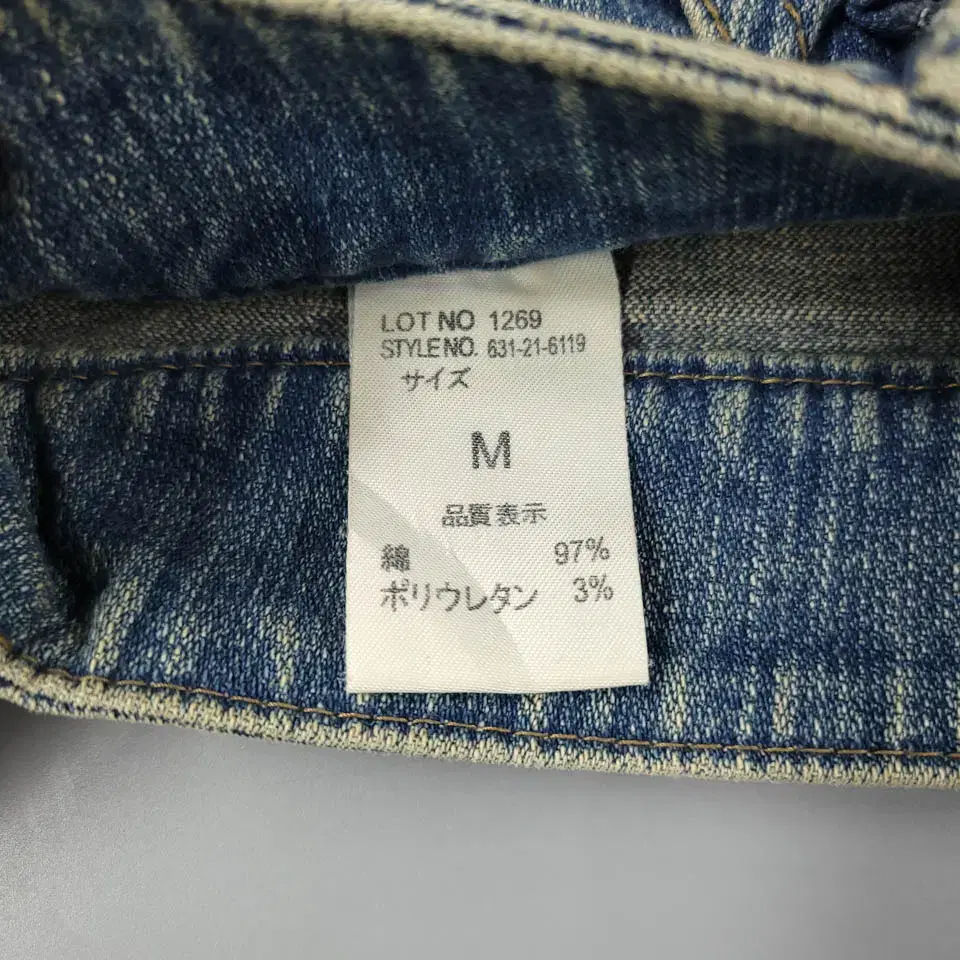 LOT NO 1269
STYLE NO. 631-21-6119
サイズ
M
品質表示
綿 97%
ポリウレタン 3%